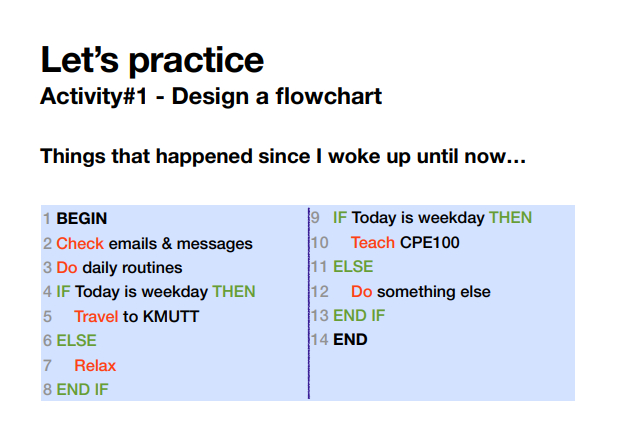 Let's practice
Activity#1 - Design a flowchart
Things that happened since I woke up until now…
1 BEGIN
2 Check emails & messages
3 Do daily routines
4 IF Today is weekday THEN
5 Travel to KMUTT
6 ELSE
7 Relax
8 END IF
9 IF Today is weekday THEN
10 Teach CPE100
11 ELSE
12 Do something else
13 END IF
14 END